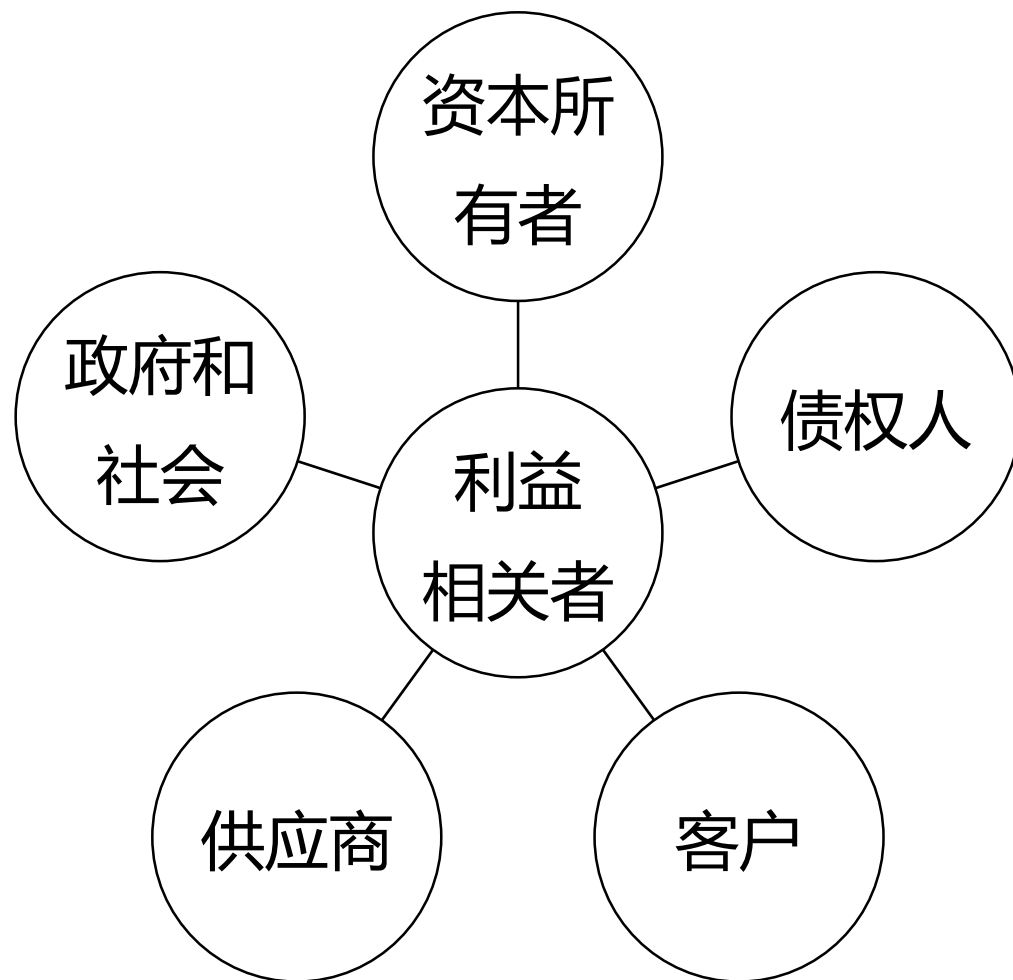 资本所
有者
政府和
社会
债权人
利益
相关者
供应商
客户